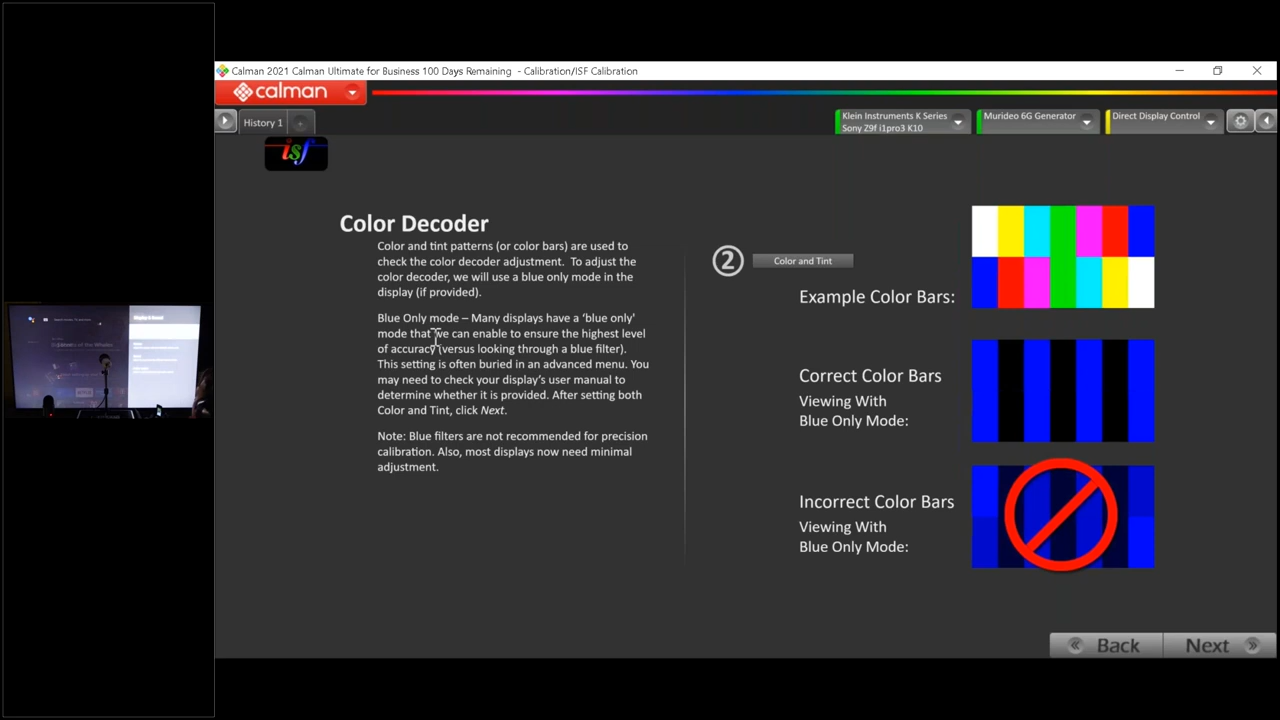 Calman 2021 Calman Ultimate for Business 100 Days Remaining - Calibration/ISF Calibration
calman
History 1
Klein Instruments K Series
Sony Z9f i1pro3 K10
Murideo 6G Generator
Direct Display Control
isf
Color Decoder
Color and tint patterns (or color bars) are used to
check the color decoder adjustment. To adjust the
color decoder, we will use a blue only mode in the
display (if provided).
Blue Only mode – Many displays have a ‘blue only'
mode that we can enable to ensure the highest level
of accuracy (versus looking through a blue filter).
This setting is often buried in an advanced menu. You
may need to check your display's user manual to
determine whether it is provided. After setting both
Color and Tint, click Next.
Note: Blue filters are not recommended for precision
calibration. Also, most displays now need minimal
adjustment.
2
Color and Tint
Example Color Bars:
Correct Color Bars
Viewing With
Blue Only Mode:
Incorrect Color Bars
Viewing With
Blue Only Mode:
Back
Next